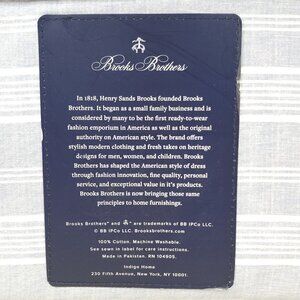 Brooks Brothers
In 1818, Henry Sands Brooks founded Brooks
Brothers. It began as a small family business and is
considered by many to be the first ready-to-wear
fashion emporium in America as well as the original
authority on American style. The brand offers
stylish modern clothing and fresh takes on heritage
designs for men, women, and children. Brooks
Brothers has shaped the American style of dress
through fashion innovation, fine quality, personal
service, and exceptional value in it's products.
Brooks Brothers is now bringing those same
principles to home furnishings.
Brooks Brothers® and ® are trademarks of BB IPCo LLC.
© BB IPCo LLC. Brooksbrothers.com
100% Cotton. Machine Washable.
See sewn in label for care instructions.
Made in Pakistan. RN 104605.
Indigo Home
230 Fifth Avenue, New York, NY 10001.